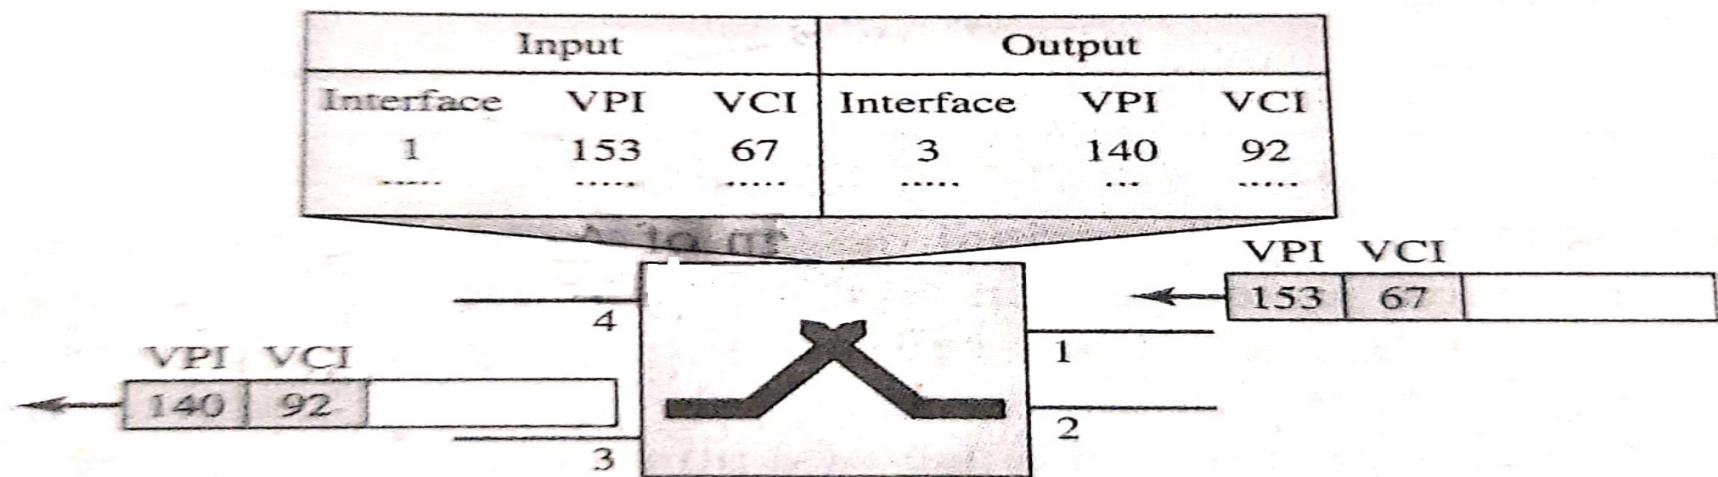 Input Output
Interface VPI VCI Interface VPI VCI
1 153 67 3 140 92
..... ..... ..... ..... ... .....
VPI VCI
153 67
4
1
VPI VCI
140 92
2
3